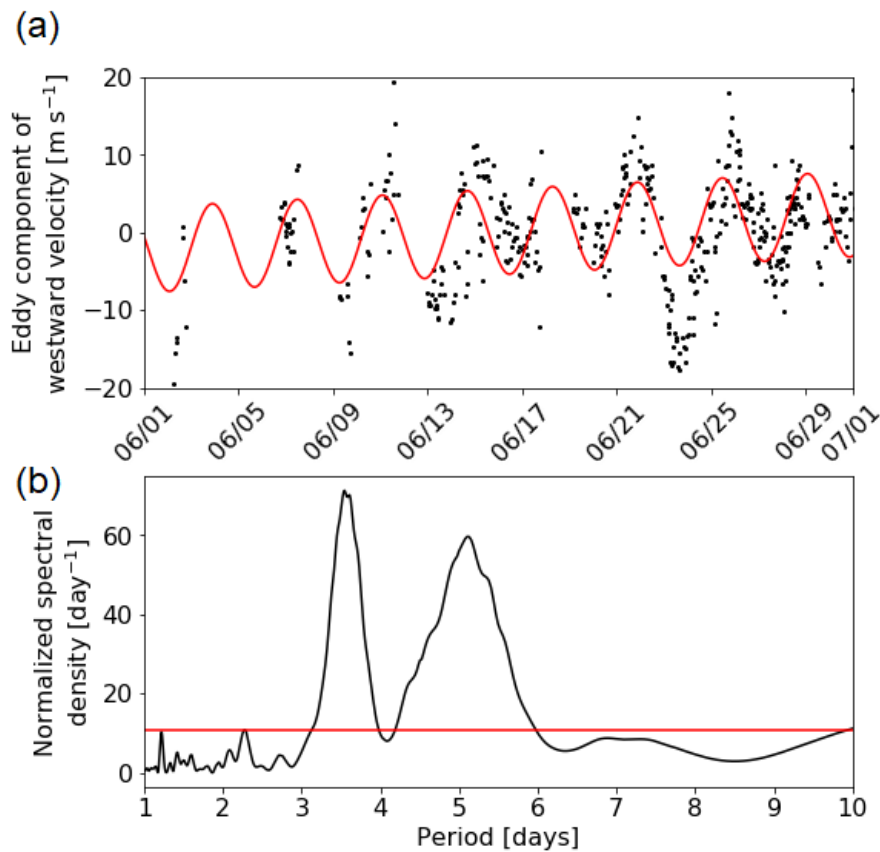 (a)
Eddy component of
westward velocity [m s⁻¹]
20
10
0
−10
−20
06/01
06/05
06/09
06/13
06/17
06/21
06/25
06/29
07/01
(b)
Normalized spectral
density [day⁻¹]
60
40
20
0
1 2 3 4 5 6 7 8 9 10
Period [days]